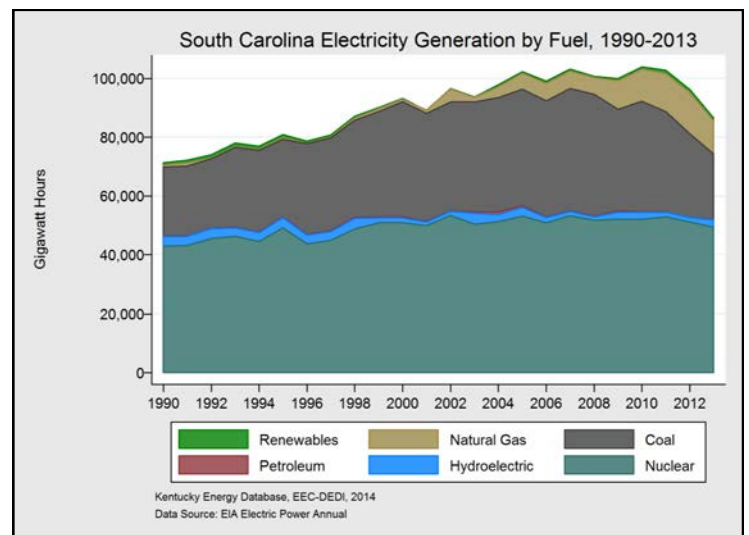 South Carolina Electricity Generation by Fuel, 1990-2013
Gigawatt Hours
100,000
80,000
60,000
40,000
20,000
0
1990 1992 1994 1996 1998 2000 2002 2004 2006 2008 2010 2012
Renewables Natural Gas Coal
Petroleum Hydroelectric Nuclear
Kentucky Energy Database, EEC-DEDI, 2014
Data Source: EIA Electric Power Annual